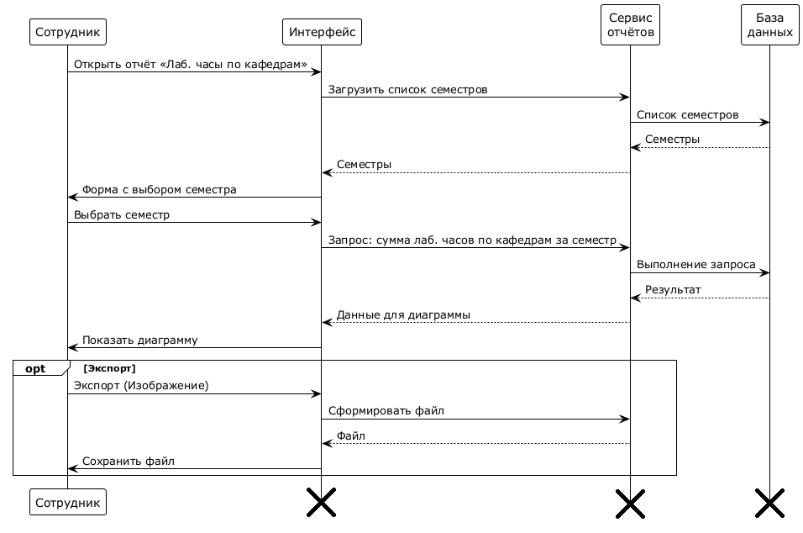 Сотрудник
Интерфейс
Сервис
отчётов
База
данных
Открыть отчёт «Лаб. часы по кафедрам»
Загрузить список семестров
Список семестров
Семестры
Семестры
Форма с выбором семестра
Выбрать семестр
Запрос: сумма лаб. часов по кафедрам за семестр
Выполнение запроса
Результат
Данные для диаграммы
Показать диаграмму
opt [Экспорт]
Экспорт (Изображение)
Сформировать файл
Файл
Сохранить файл
Сотрудник